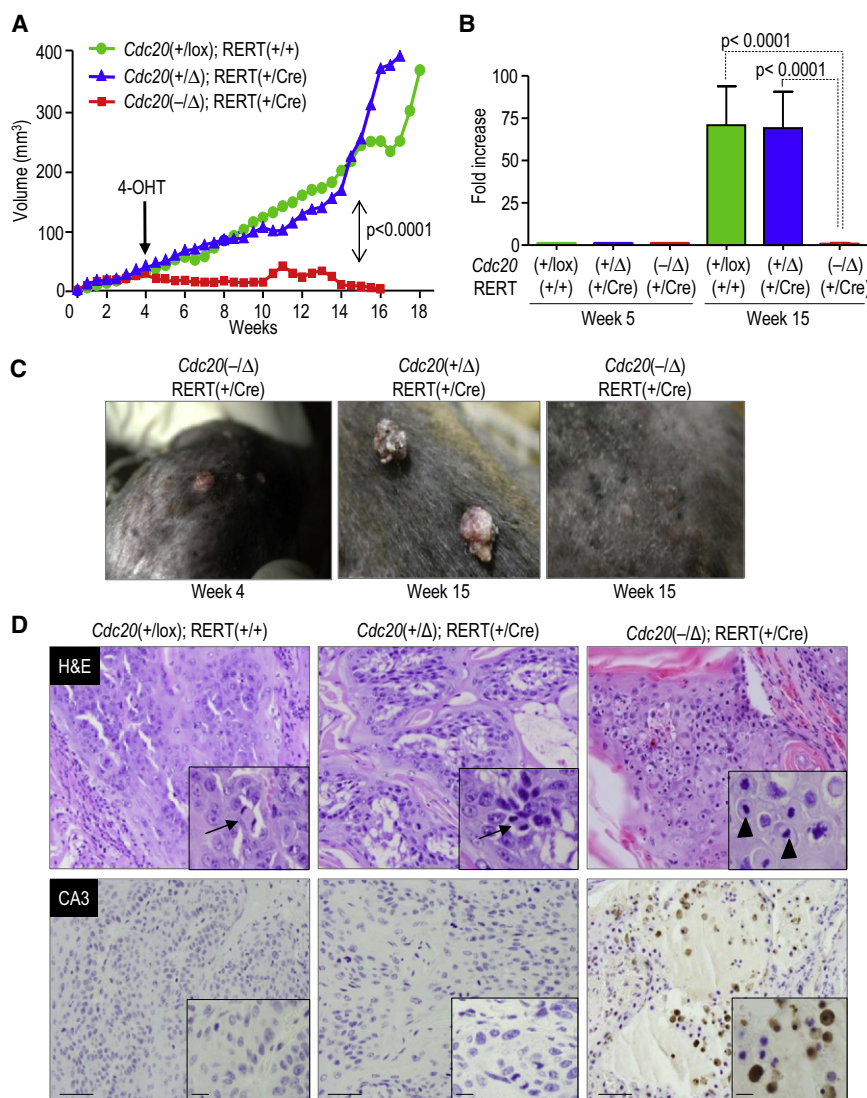 A
Cdc20(+/lox); RERT(+/+)
Cdc20(+/Δ); RERT(+/Cre)
Cdc20(−/Δ); RERT(+/Cre)
Volume (mm3)
400
300
200
100
0
4-OHT
p<0.0001
0 2 4 6 8 10 12 14 16 18
Weeks
B
p< 0.0001
p< 0.0001
Fold increase
100
75
50
25
0
Cdc20 (+/lox) (+/Δ) (−/Δ) (+/lox) (+/Δ) (−/Δ)
RERT (+/+) (+/Cre) (+/Cre) (+/+) (+/Cre) (+/Cre)
Week 5 Week 15
C
Cdc20(−/Δ) Cdc20(+/Δ) Cdc20(−/Δ)
RERT(+/Cre) RERT(+/Cre) RERT(+/Cre)
Week 4 Week 15 Week 15
D
Cdc20(+/lox); RERT(+/+) Cdc20(+/Δ); RERT(+/Cre) Cdc20(−/Δ); RERT(+/Cre)
H&E
CA3